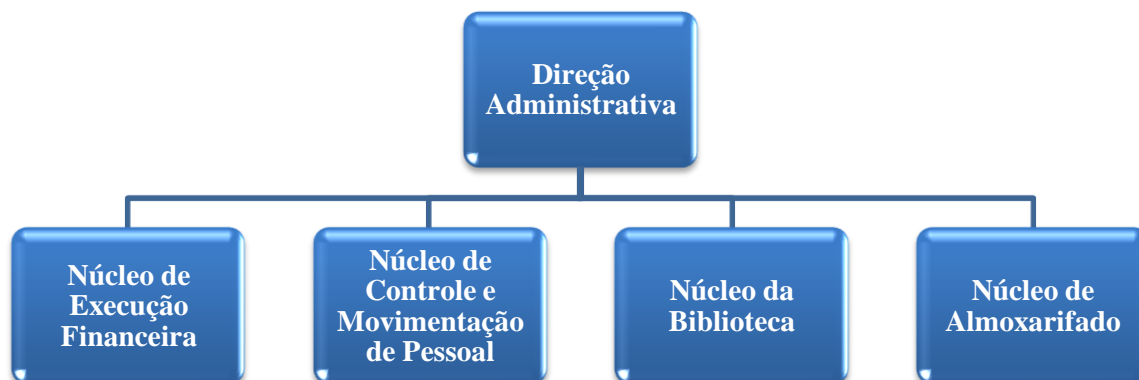 Direção
Administrativa
Núcleo de
Execução
Financeira
Núcleo de
Controle e
Movimentação
de Pessoal
Núcleo da
Biblioteca
Núcleo de
Almoxarifado